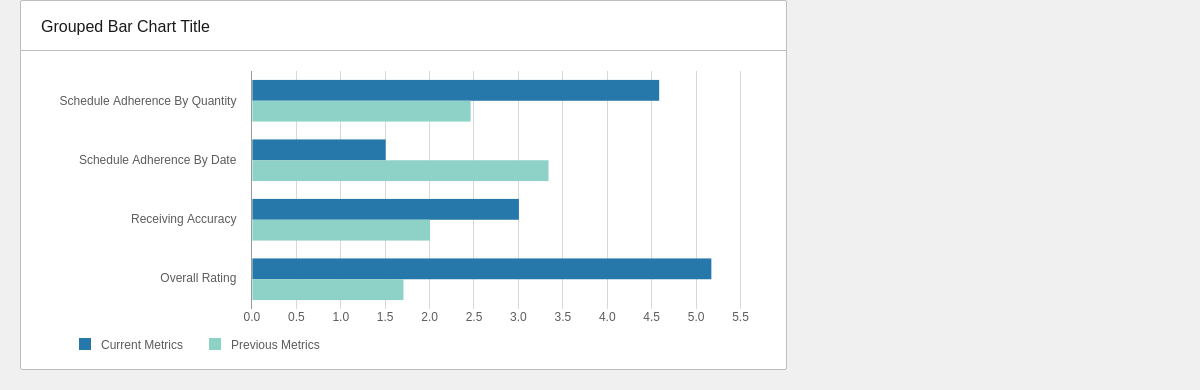 Grouped Bar Chart Title
Schedule Adherence By Quantity
Schedule Adherence By Date
Receiving Accuracy
Overall Rating
0.0 0.5 1.0 1.5 2.0 2.5 3.0 3.5 4.0 4.5 5.0 5.5
Current Metrics Previous Metrics